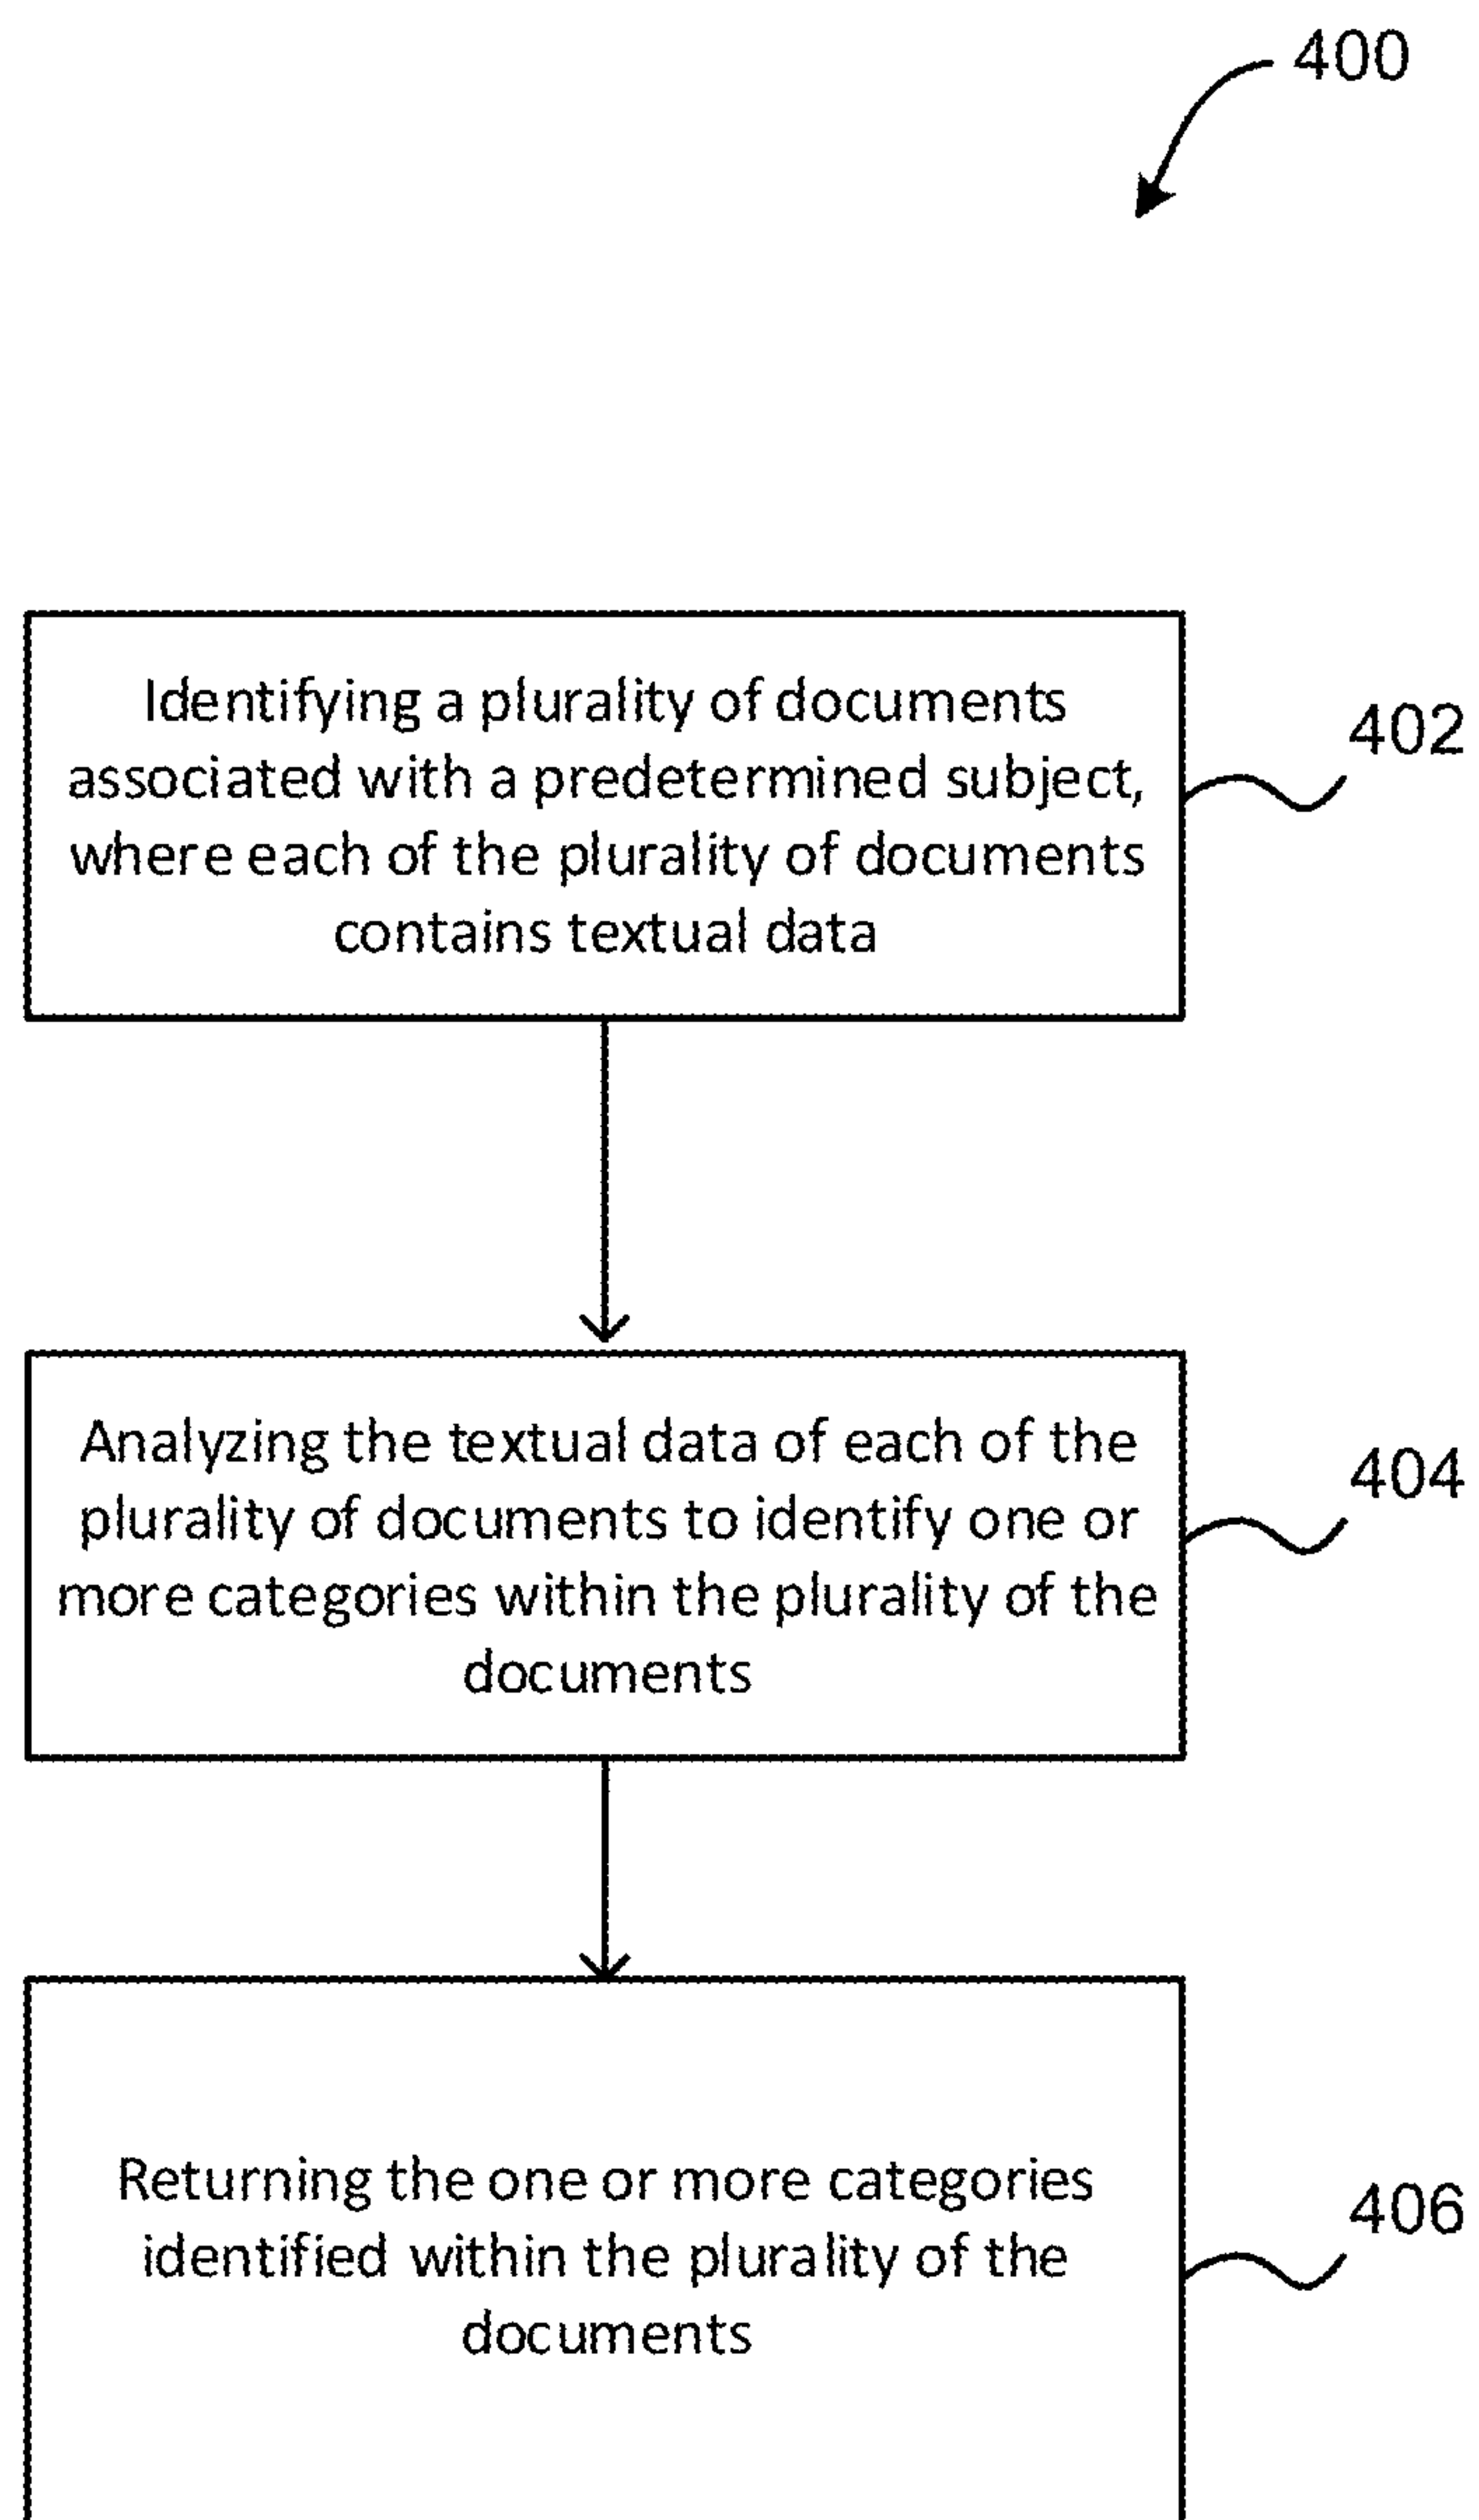 400
Identifying a plurality of documents
associated with a predetermined subject,
where each of the plurality of documents
contains textual data
402
Analyzing the textual data of each of the
plurality of documents to identify one or
more categories within the plurality of the
documents
404
Returning the one or more categories
identified within the plurality of the
documents
406